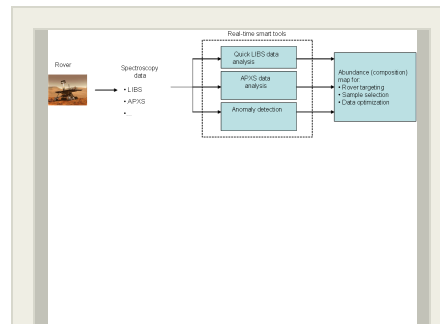 Real-time smart tools
Rover
Spectroscopy
data
• LIBS
• APXS
•...
Quick LIBS data
analysis
APXS data
analysis
Anomaly detection
Abundance (composition)
map for:
• Rover targeting
• Sample selection
• Data optimization